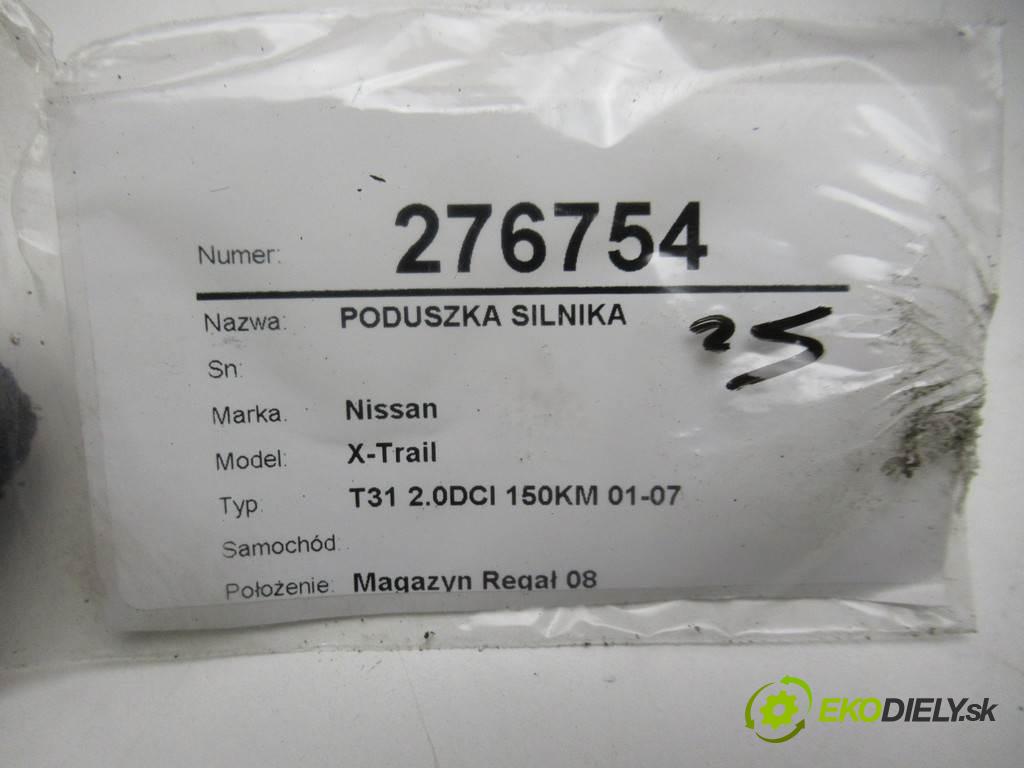 Numer: 276754
Nazwa: PODUSZKA SILNIKA
25
Sn:
Marka. Nissan
Model: X-Trail
Typ: T31 2.0DCI 150KM 01-07
Samochód:
Położenie: Magazyn Regał 08
EKODIELY.sk